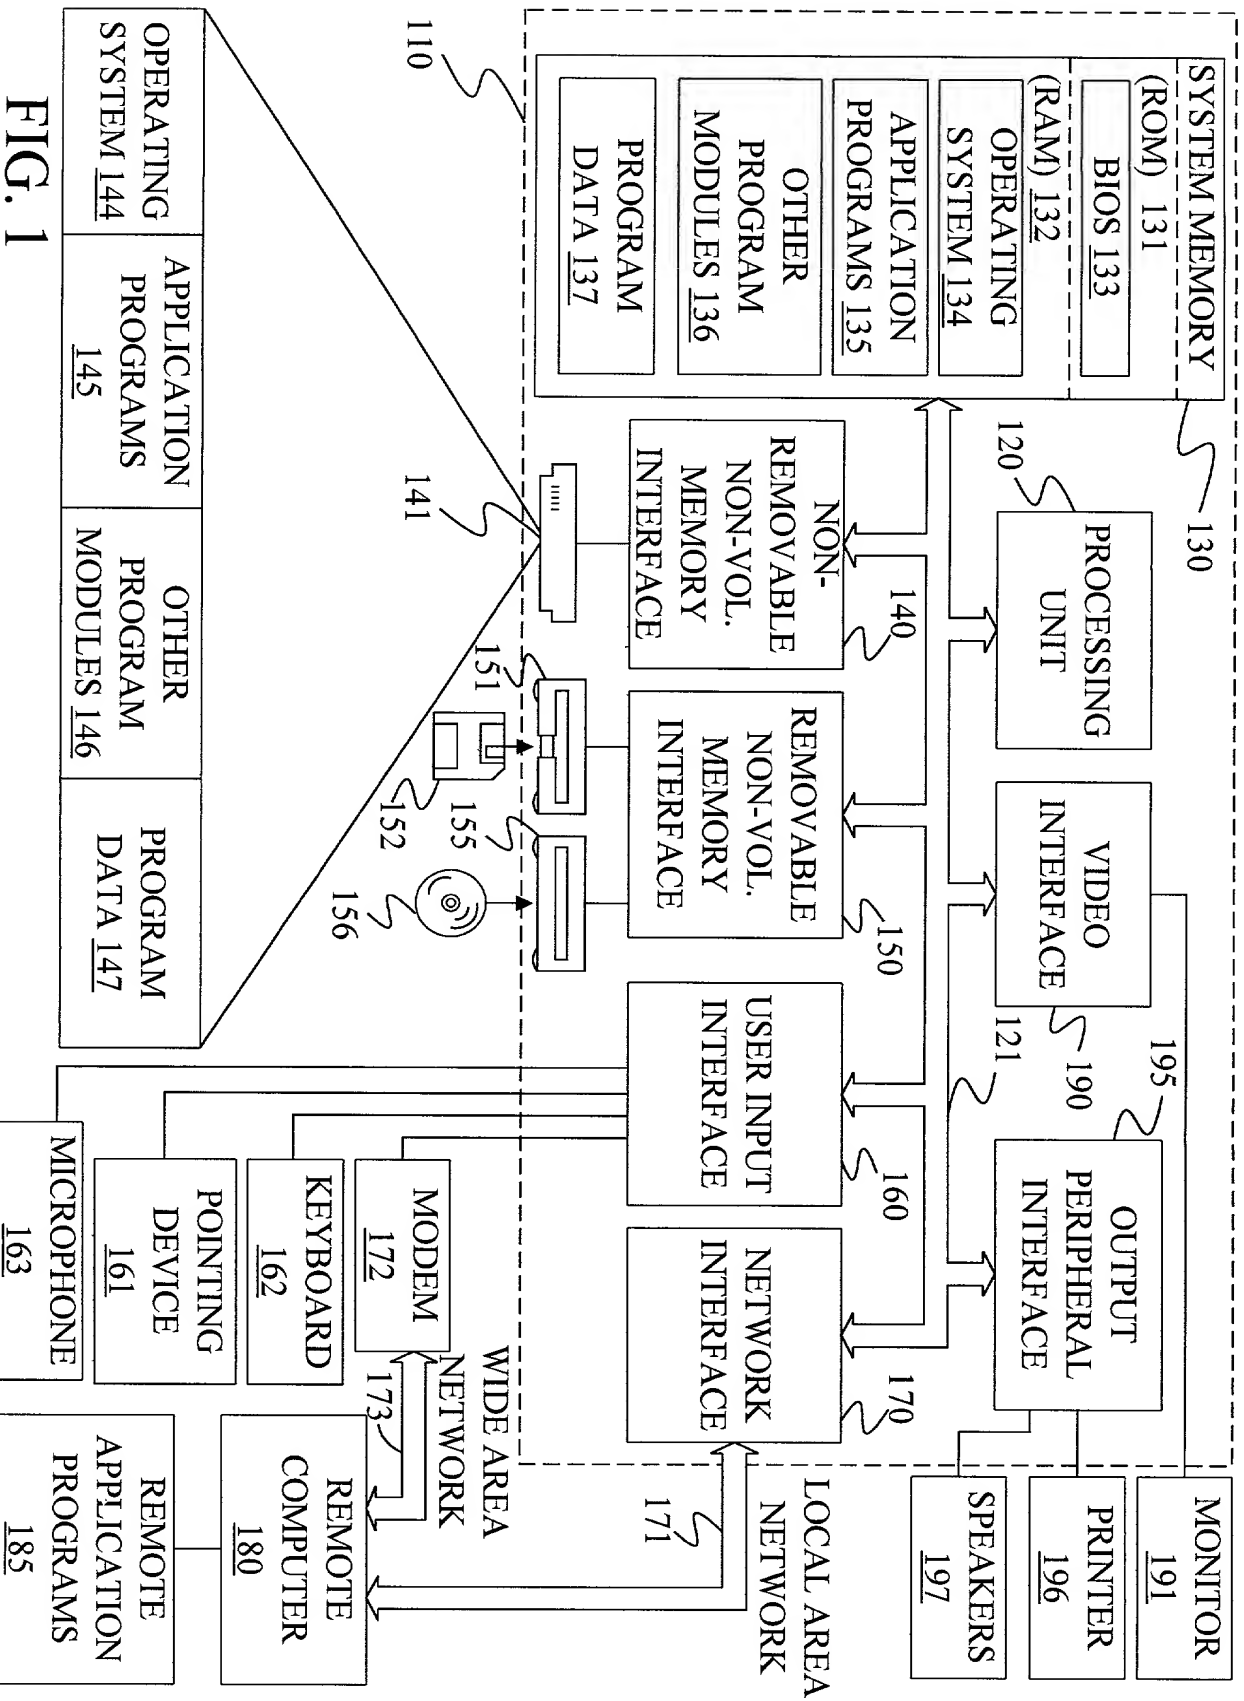 SYSTEM MEMORY
(ROM) 131
BIOS 133
(RAM) 132
OPERATING
SYSTEM 134
APPLICATION
PROGRAMS 135
OTHER
PROGRAM
MODULES 136
PROGRAM
DATA 137
110
130
120
PROCESSING
UNIT
VIDEO
INTERFACE
190
121
195
OUTPUT
PERIPHERAL
INTERFACE
MONITOR
191
PRINTER
196
SPEAKERS
197
NON-
REMOVABLE
NON-VOL.
MEMORY
INTERFACE
140
REMOVABLE
NON-VOL.
MEMORY
INTERFACE
150
USER INPUT
INTERFACE
160
NETWORK
INTERFACE
170
LOCAL AREA
NETWORK
171
141
151
152
155
156
WIDE AREA
NETWORK
173
MODEM
172
KEYBOARD
162
POINTING
DEVICE
161
MICROPHONE
163
REMOTE
COMPUTER
180
REMOTE
APPLICATION
PROGRAMS
185
OPERATING
SYSTEM 144
APPLICATION
PROGRAMS
145
OTHER
PROGRAM
MODULES 146
PROGRAM
DATA 147
FIG. 1